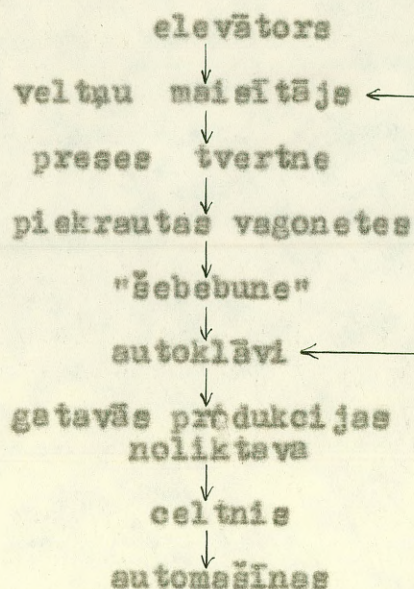 elevātors
veltņu maisītājs
preses tvertne
piekrautas vagonetes
"šebebune"
autoklāvi
gatavās produkcijas
noliktava
celtnis
automašīnas